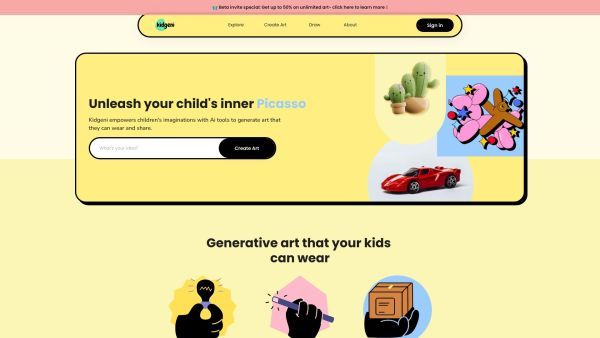 Beta invite special: Get up to 50% on unlimited art- click here to learn more !
kidgeni
Explore
Create Art
Draw
About
Sign in
Unleash your child's inner Picasso
Kidgeni empowers children's imaginations with Ai tools to generate art that
they can wear and share.
What's your idea?
Create Art
Generative art that your kids
can wear